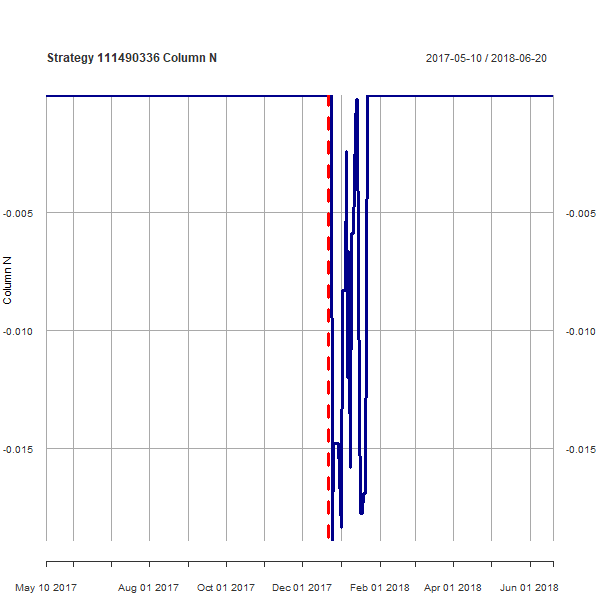 Strategy 111490336 Column N
2017-05-10 / 2018-06-20
-0.005
-0.005
Column N
-0.010
-0.010
-0.015
-0.015
May 10 2017
Aug 01 2017
Oct 01 2017
Dec 01 2017
Feb 01 2018
Apr 01 2018
Jun 01 2018